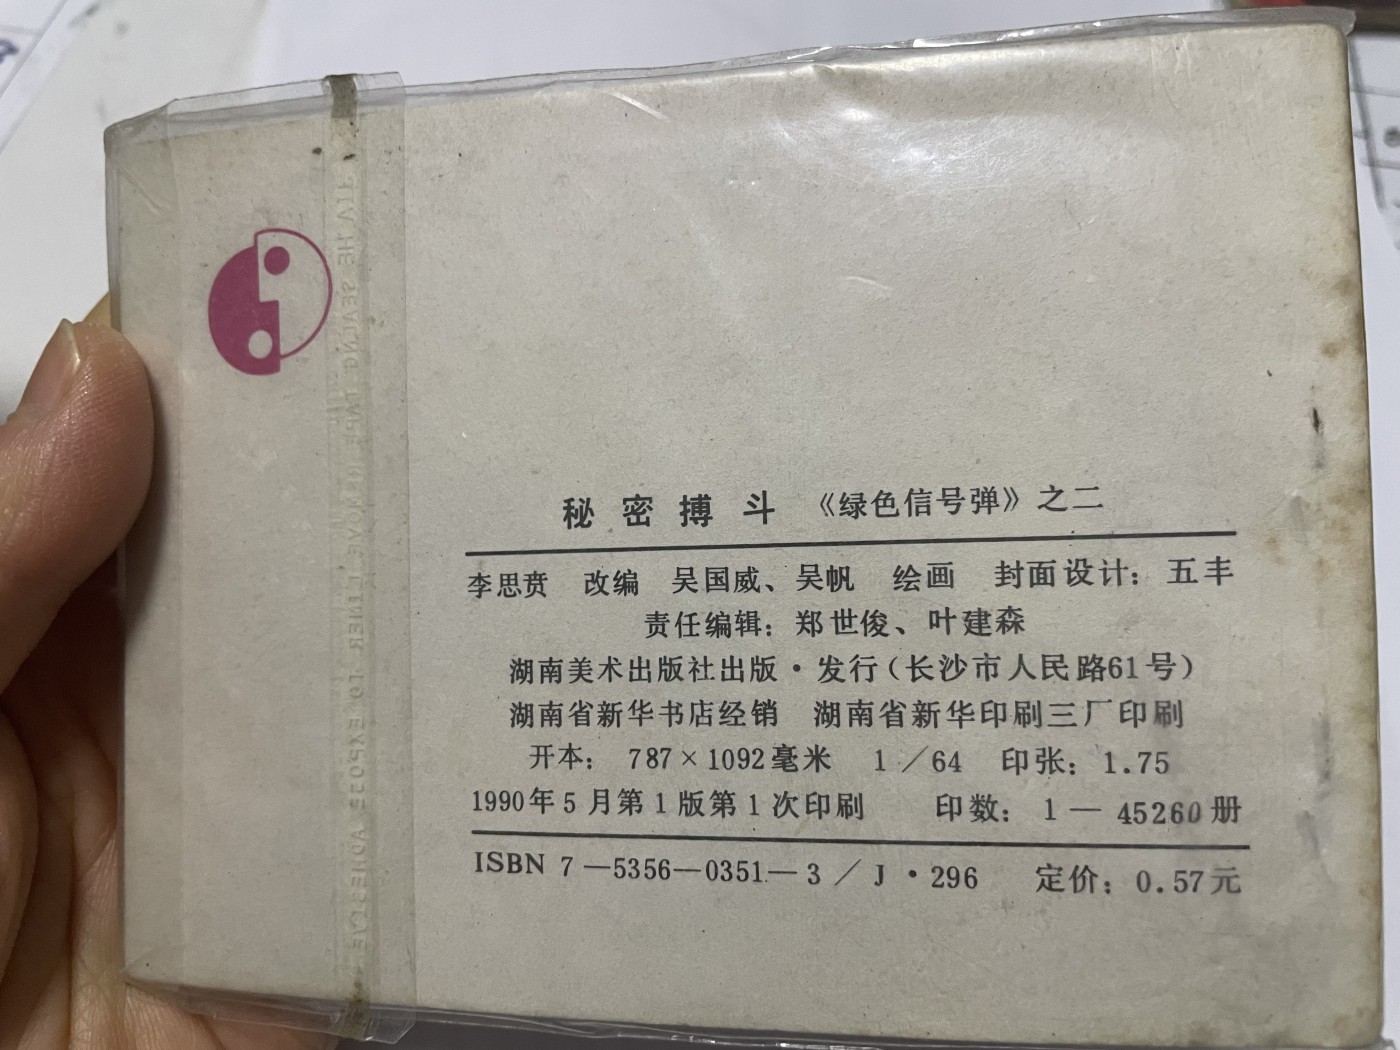 秘密搏斗 《绿色信号弹》之二
李思贲 改编 吴国威、吴帆 绘画 封面设计：五丰
责任编辑：郑世俊、叶建森
湖南美术出版社出版·发行（长沙市人民路61号）
湖南省新华书店经销 湖南省新华印刷三厂印刷
开本： 787×1092毫米 1／64 印张：1.75
1990年5月第1版第1次印刷 印数： 1—45260册
ISBN 7—5356—0351—3／J·296 定价：0.57元